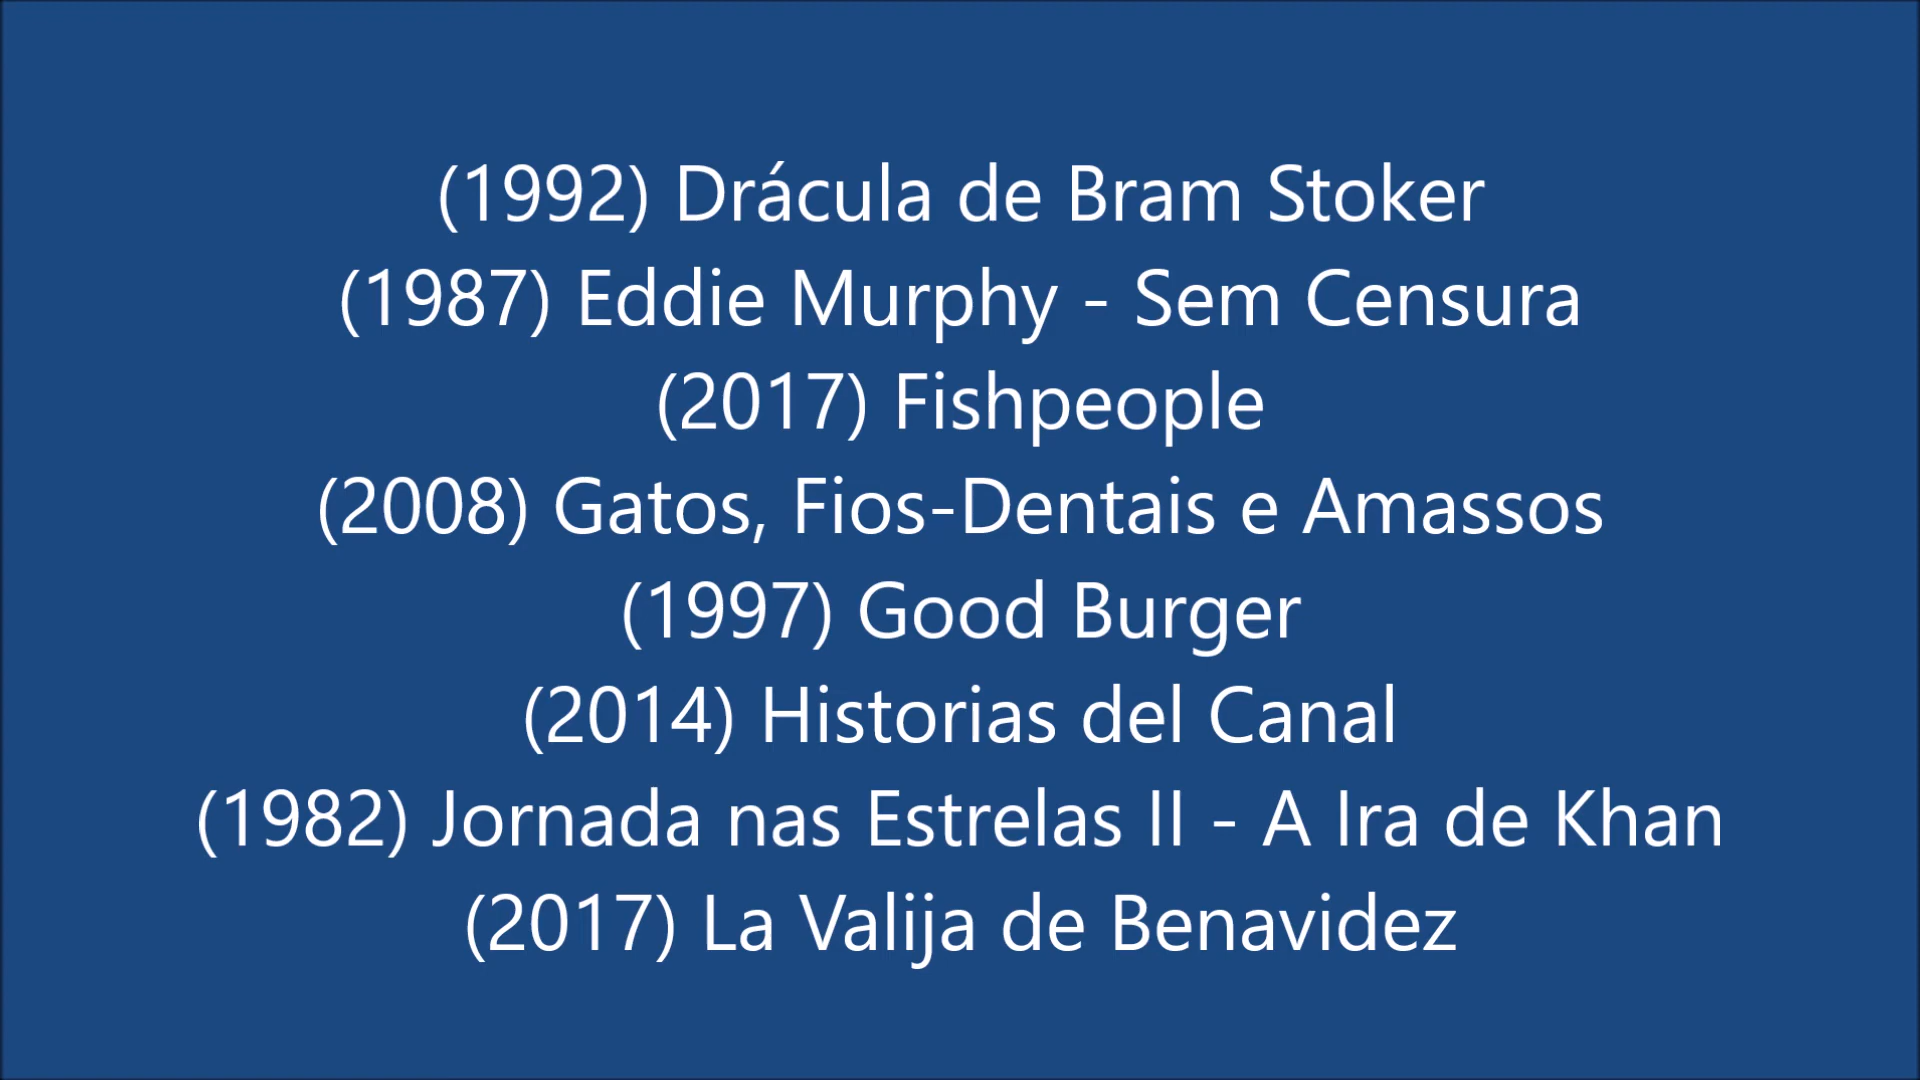 (1992) Drácula de Bram Stoker
(1987) Eddie Murphy - Sem Censura
(2017) Fishpeople
(2008) Gatos, Fios-Dentais e Amassos
(1997) Good Burger
(2014) Historias del Canal
(1982) Jornada nas Estrelas II - A Ira de Khan
(2017) La Valija de Benavidez